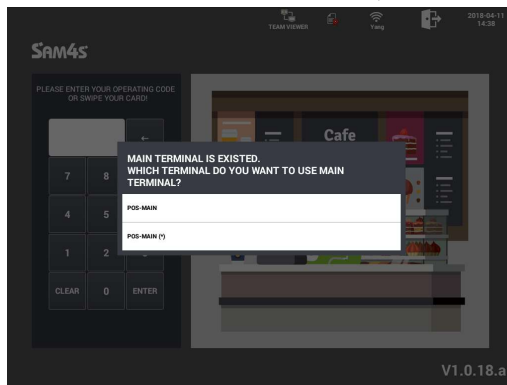 TEAM VIEWER
Yang
2018-04-11
14:38
SAM4S
PLEASE ENTER YOUR OPERATING CODE
OR SWIPE YOUR CARD!
←
Cafe
MAIN TERMINAL IS EXISTED.
WHICH TERMINAL DO YOU WANT TO USE MAIN
TERMINAL?
POS-MAIN
POS-MAIN (*)
7
8
4
5
1
2
CLEAR
0
ENTER
V1.0.18.a